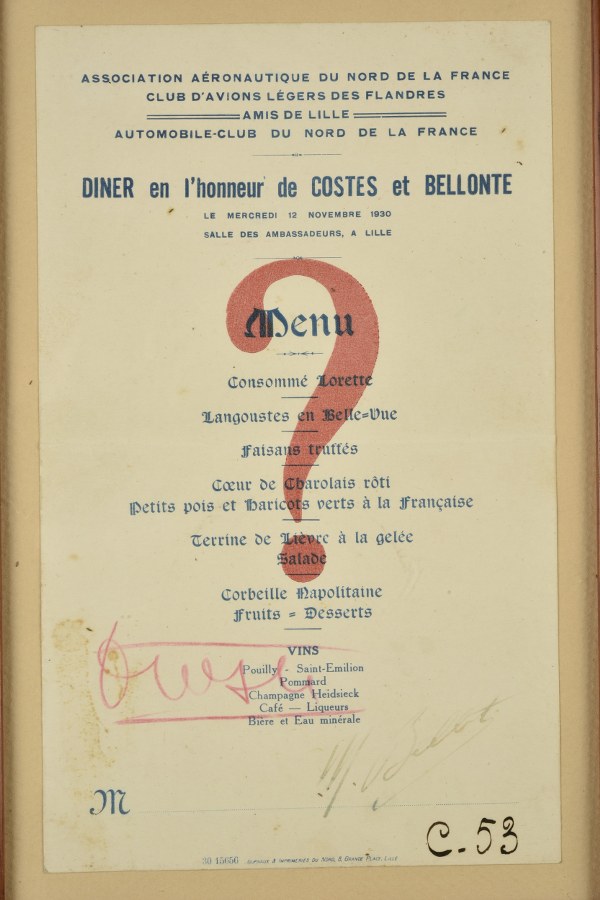 ASSOCIATION AÉRONAUTIQUE DU NORD DE LA FRANCE
CLUB D'AVIONS LÉGERS DES FLANDRES
AMIS DE LILLE
AUTOMOBILE-CLUB DU NORD DE LA FRANCE
DINER en l'honneur de COSTES et BELLONTE
LE MERCREDI 12 NOVEMBRE 1930
SALLE DES AMBASSADEURS, A LILLE
?
Menu
Consommé Lorette
Langoustes en Belle=Vue
Faisans truffés
Cœur de Charolais rôti
Petits pois et Haricots verts à la Française
Terrine de Lièvre à la gelée
Salade
Corbeille Napolitaine
Fruits = Desserts
VINS
Pouilly - Saint-Emilion
Pommard
Champagne Heidsieck
Café — Liqueurs
Bière et Eau minérale
M
C.53
30 15656